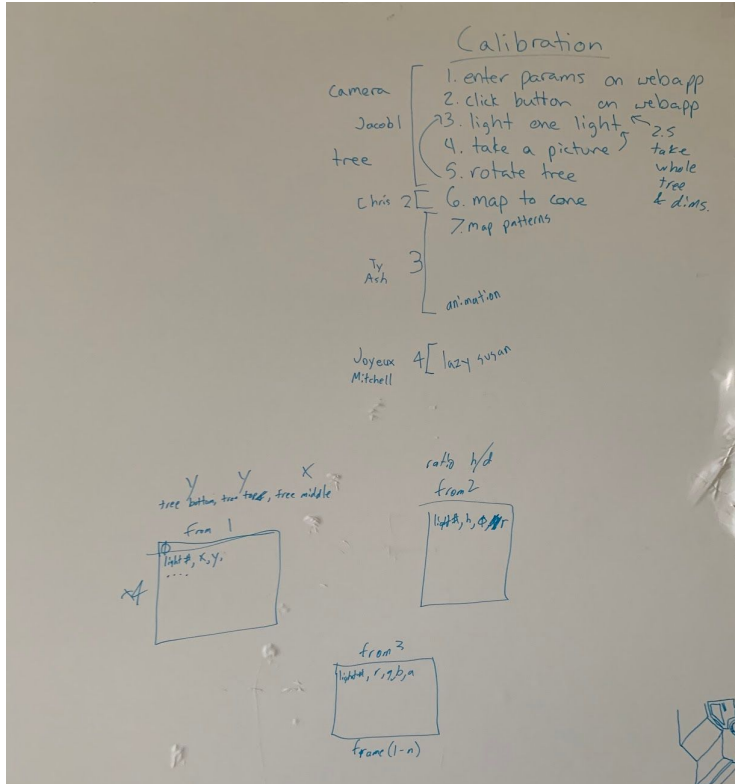 Calibration
1. enter params on webapp
camera
2. click button on webapp
Jacob 1
3. light one light
2.5 take whole tree & dims.
4. take a picture
tree
5. rotate tree
Chris 2
6. map to cone
7. map patterns
Ty Ash 3
animation
Joyeux Mitchell 4
lazy susan
y y x
tree bottom, tree, tree middle
ratio h/d
from 1
from 2
light#, x, y,
....
x4
light#, h, Φ, r
from 3
light#, r, g, b, a
frame (1-n)